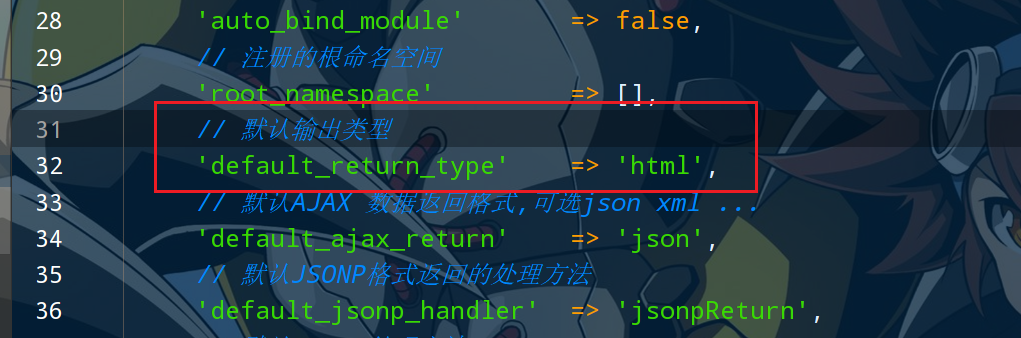 28 'auto_bind_module' => false,
29 // 注册的根命名空间
30 'root_namespace' => [],
31 // 默认输出类型
32 'default_return_type' => 'html',
33 // 默认AJAX 数据返回格式,可选json xml ...
34 'default_ajax_return' => 'json',
35 // 默认JSONP格式返回的处理方法
36 'default_jsonp_handler' => 'jsonpReturn',